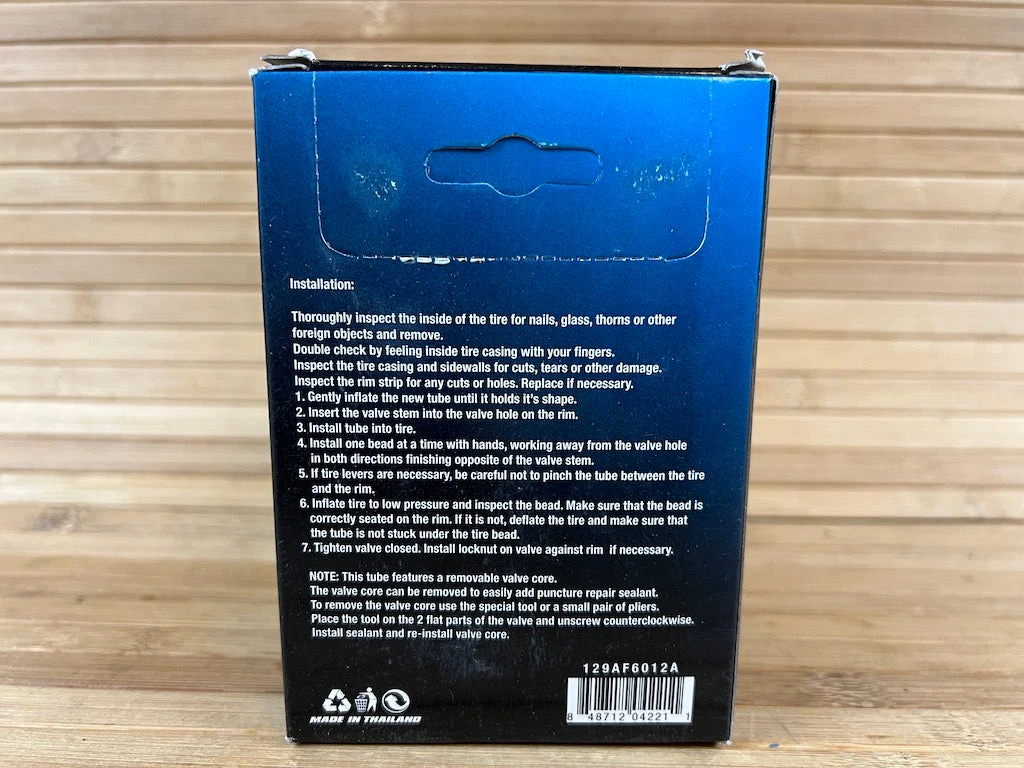 Installation:
Thoroughly inspect the inside of the tire for nails, glass, thorns or other
foreign objects and remove.
Double check by feeling inside tire casing with your fingers.
Inspect the tire casing and sidewalls for cuts, tears or other damage.
Inspect the rim strip for any cuts or holes. Replace if necessary.
1. Gently inflate the new tube until it holds it's shape.
2. Insert the valve stem into the valve hole on the rim.
3. Install tube into tire.
4. Install one bead at a time with hands, working away from the valve hole
in both directions finishing opposite of the valve stem.
5. If tire levers are necessary, be careful not to pinch the tube between the tire
and the rim.
6. Inflate tire to low pressure and inspect the bead. Make sure that the bead is
correctly seated on the rim. If it is not, deflate the tire and make sure that
the tube is not stuck under the tire bead.
7. Tighten valve closed. Install locknut on valve against rim if necessary.
NOTE: This tube features a removable valve core.
The valve core can be removed to easily add puncture repair sealant.
To remove the valve core use the special tool or a small pair of pliers.
Place the tool on the 2 flat parts of the valve and unscrew counterclockwise.
Install sealant and re-install valve core.
129AF6012A
8 48712 04221 1
MADE IN THAILAND